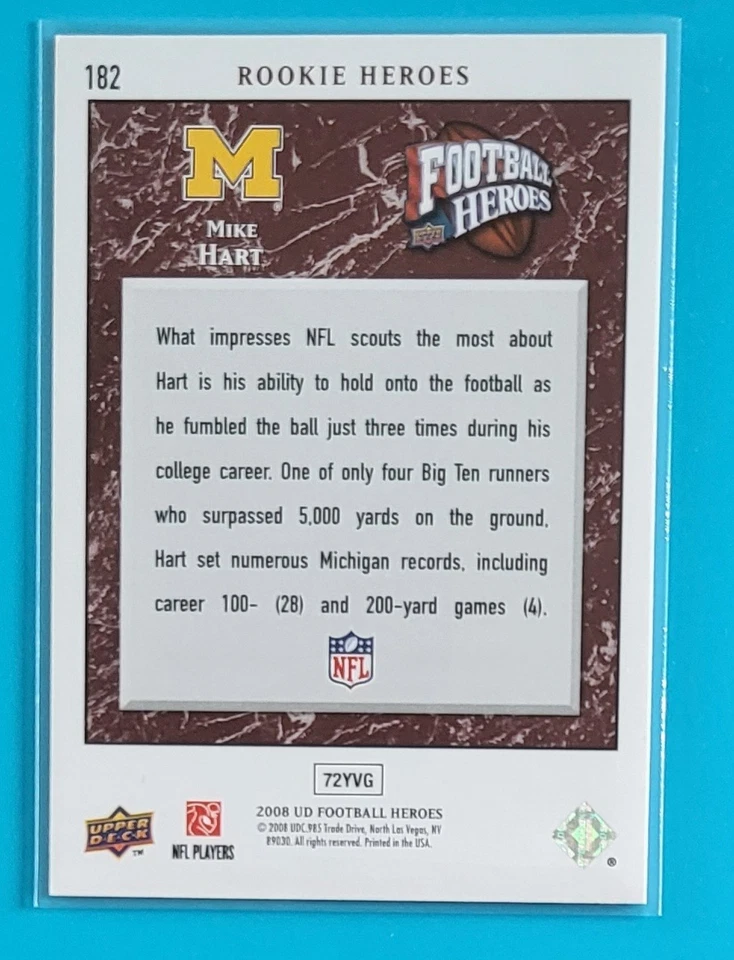 182
ROOKIE HEROES
M
®
MIKE
HART
FOOTBALL
HEROES
What impresses NFL scouts the most about
Hart is his ability to hold onto the football as
he fumbled the ball just three times during his
college career. One of only four Big Ten runners
who surpassed 5,000 yards on the ground,
Hart set numerous Michigan records, including
career 100- (28) and 200-yard games (4).
NFL
72YVG
UPPER
DECK
™
NFL PLAYERS
2008 UD FOOTBALL HEROES
© 2008 UDC. 985 Trade Drive, North Las Vegas, NV
89030. All rights reserved. Printed in the USA.
®